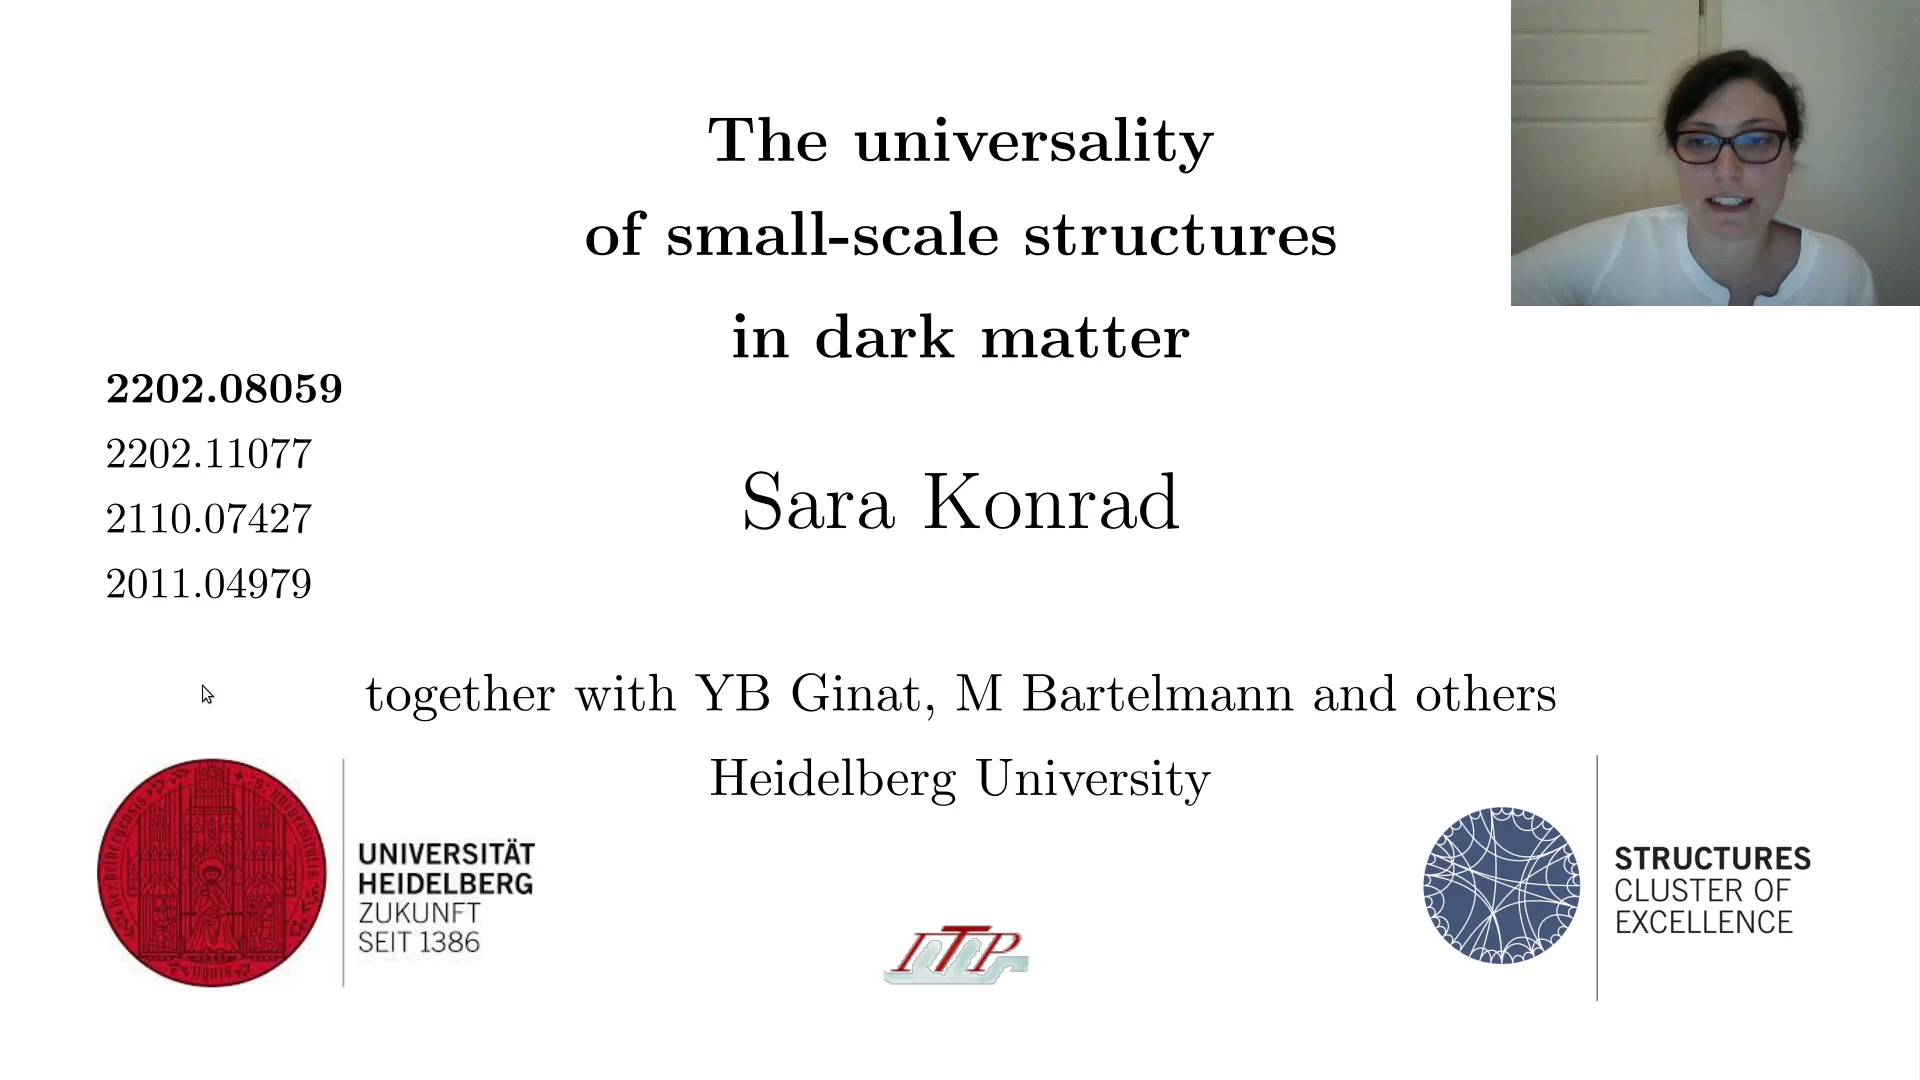 The universality
of small-scale structures
in dark matter
2202.08059
2202.11077
2110.07427
2011.04979
Sara Konrad
together with YB Ginat, M Bartelmann and others
Heidelberg University
UNIVERSITÄT
HEIDELBERG
ZUKUNFT
SEIT 1386
ITP
STRUCTURES
CLUSTER OF
EXCELLENCE